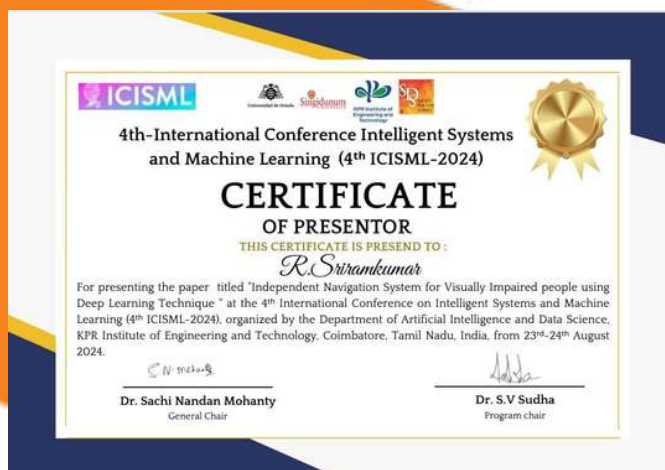 ICISML
Universidad de Oviedo
Singidunum
KPR Institute of
Engineering and
Technology
SDS
4th-International Conference Intelligent Systems
and Machine Learning (4th ICISML-2024)
CERTIFICATE
OF PRESENTOR
THIS CERTIFICATE IS PRESEND TO :
R.Sriramkumar
For presenting the paper titled "Independent Navigation System for Visually Impaired people using
Deep Learning Technique " at the 4th International Conference on Intelligent Systems and Machine
Learning (4th ICISML-2024), organized by the Department of Artificial Intelligence and Data Science,
KPR Institute of Engineering and Technology, Coimbatore, Tamil Nadu, India, from 23rd-24th August
2024.
Dr. Sachi Nandan Mohanty
General Chair
Dr. S.V Sudha
Program chair